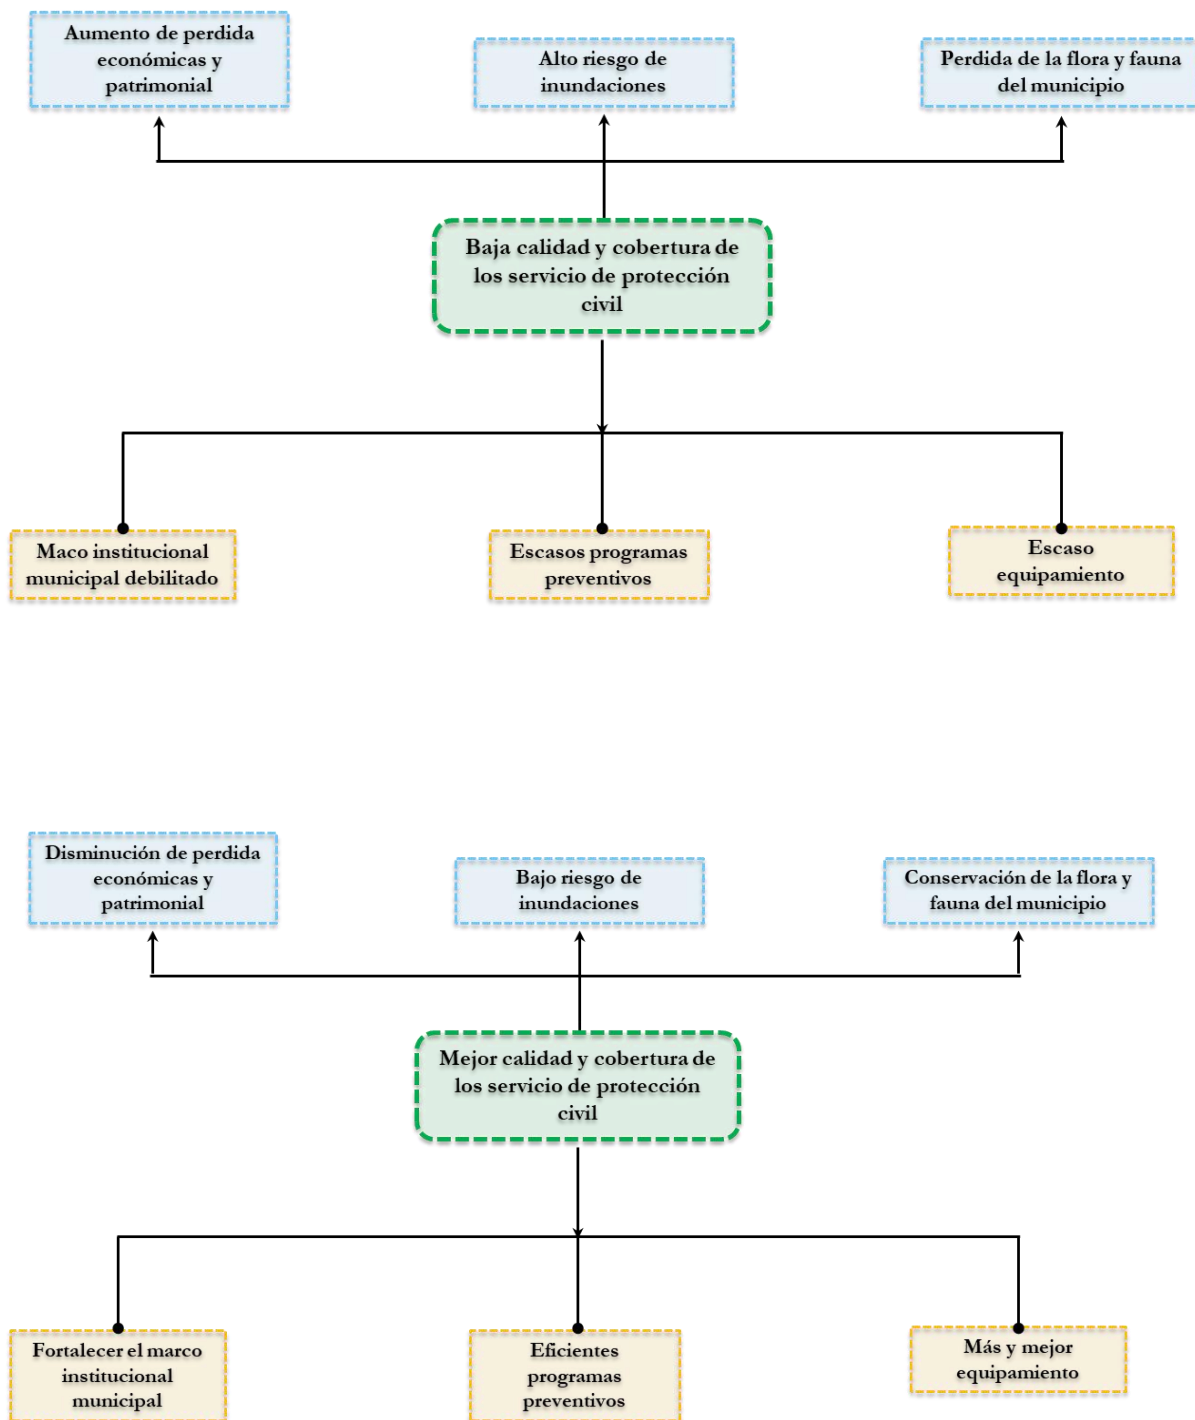 Aumento de perdida
económicas y
patrimonial
Alto riesgo de
inundaciones
Perdida de la flora y fauna
del municipio
Baja calidad y cobertura de
los servicio de protección
civil
Maco institucional
municipal debilitado
Escasos programas
preventivos
Escaso
equipamiento
Disminución de perdida
económicas y
patrimonial
Bajo riesgo de
inundaciones
Conservación de la flora y
fauna del municipio
Mejor calidad y cobertura de
los servicio de protección
civil
Fortalecer el marco
institucional
municipal
Eficientes
programas
preventivos
Más y mejor
equipamiento